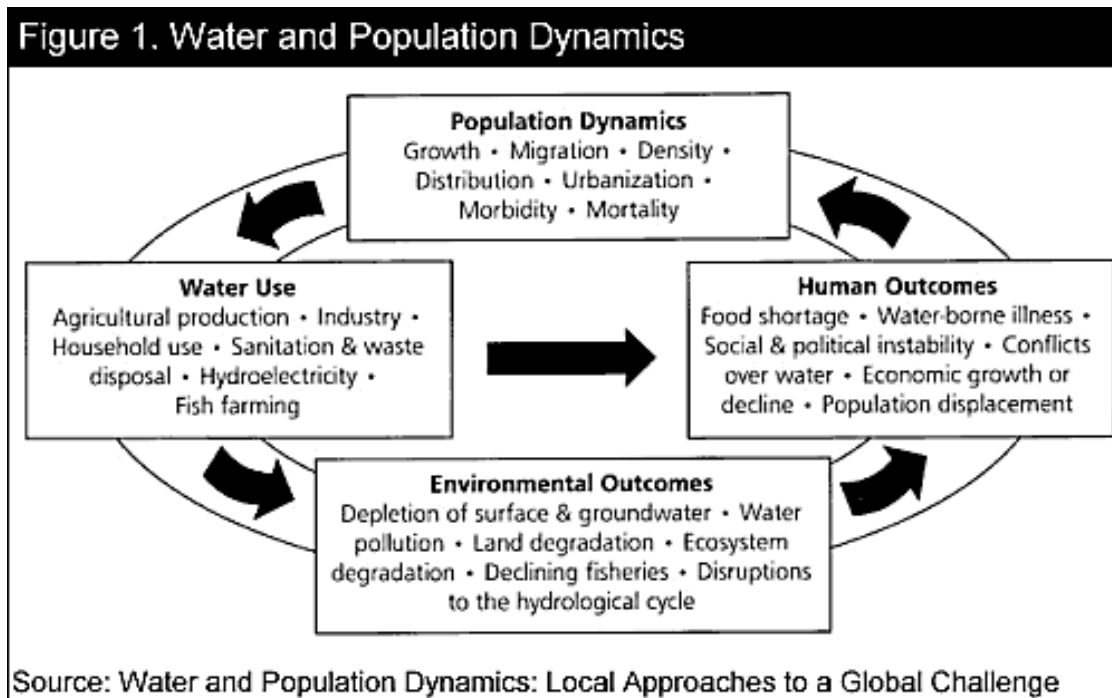 Figure 1. Water and Population Dynamics
Population Dynamics
Growth • Migration • Density •
Distribution • Urbanization •
Morbidity • Mortality
Water Use
Agricultural production • Industry •
Household use • Sanitation & waste
disposal • Hydroelectricity •
Fish farming
Human Outcomes
Food shortage • Water-borne illness •
Social & political instability • Conflicts
over water • Economic growth or
decline • Population displacement
Environmental Outcomes
Depletion of surface & groundwater • Water
pollution • Land degradation • Ecosystem
degradation • Declining fisheries • Disruptions
to the hydrological cycle
Source: Water and Population Dynamics: Local Approaches to a Global Challenge